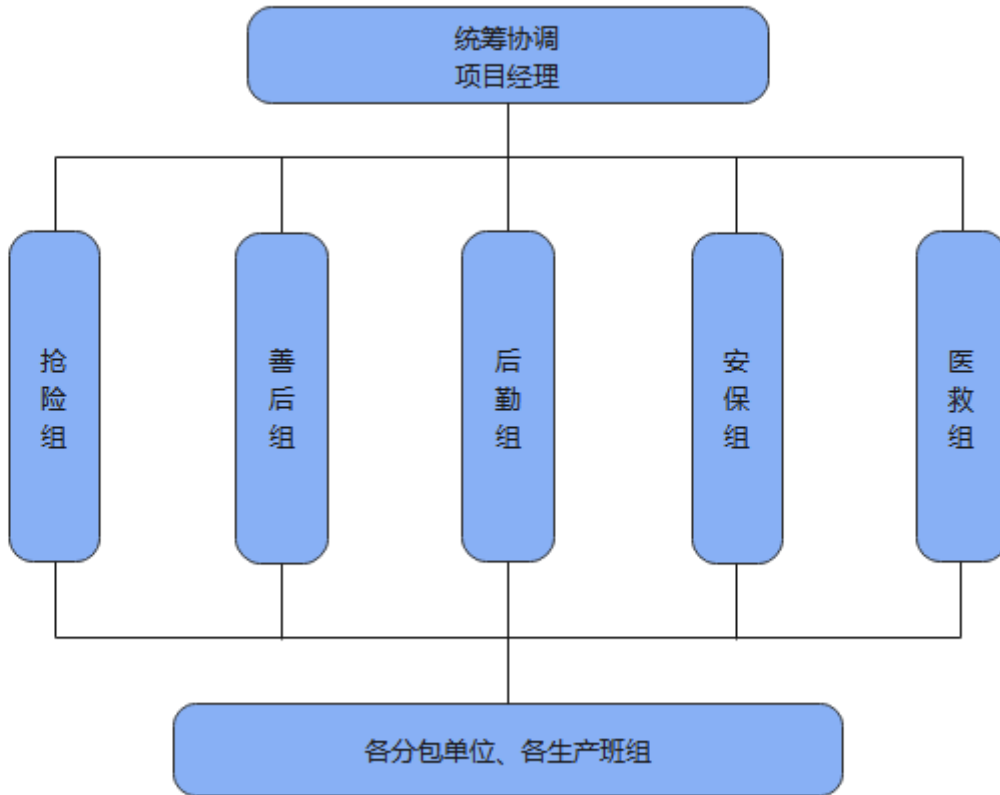 统筹协调
项目经理
抢险组
善后组
后勤组
安保组
医救组
各分包单位、各生产班组